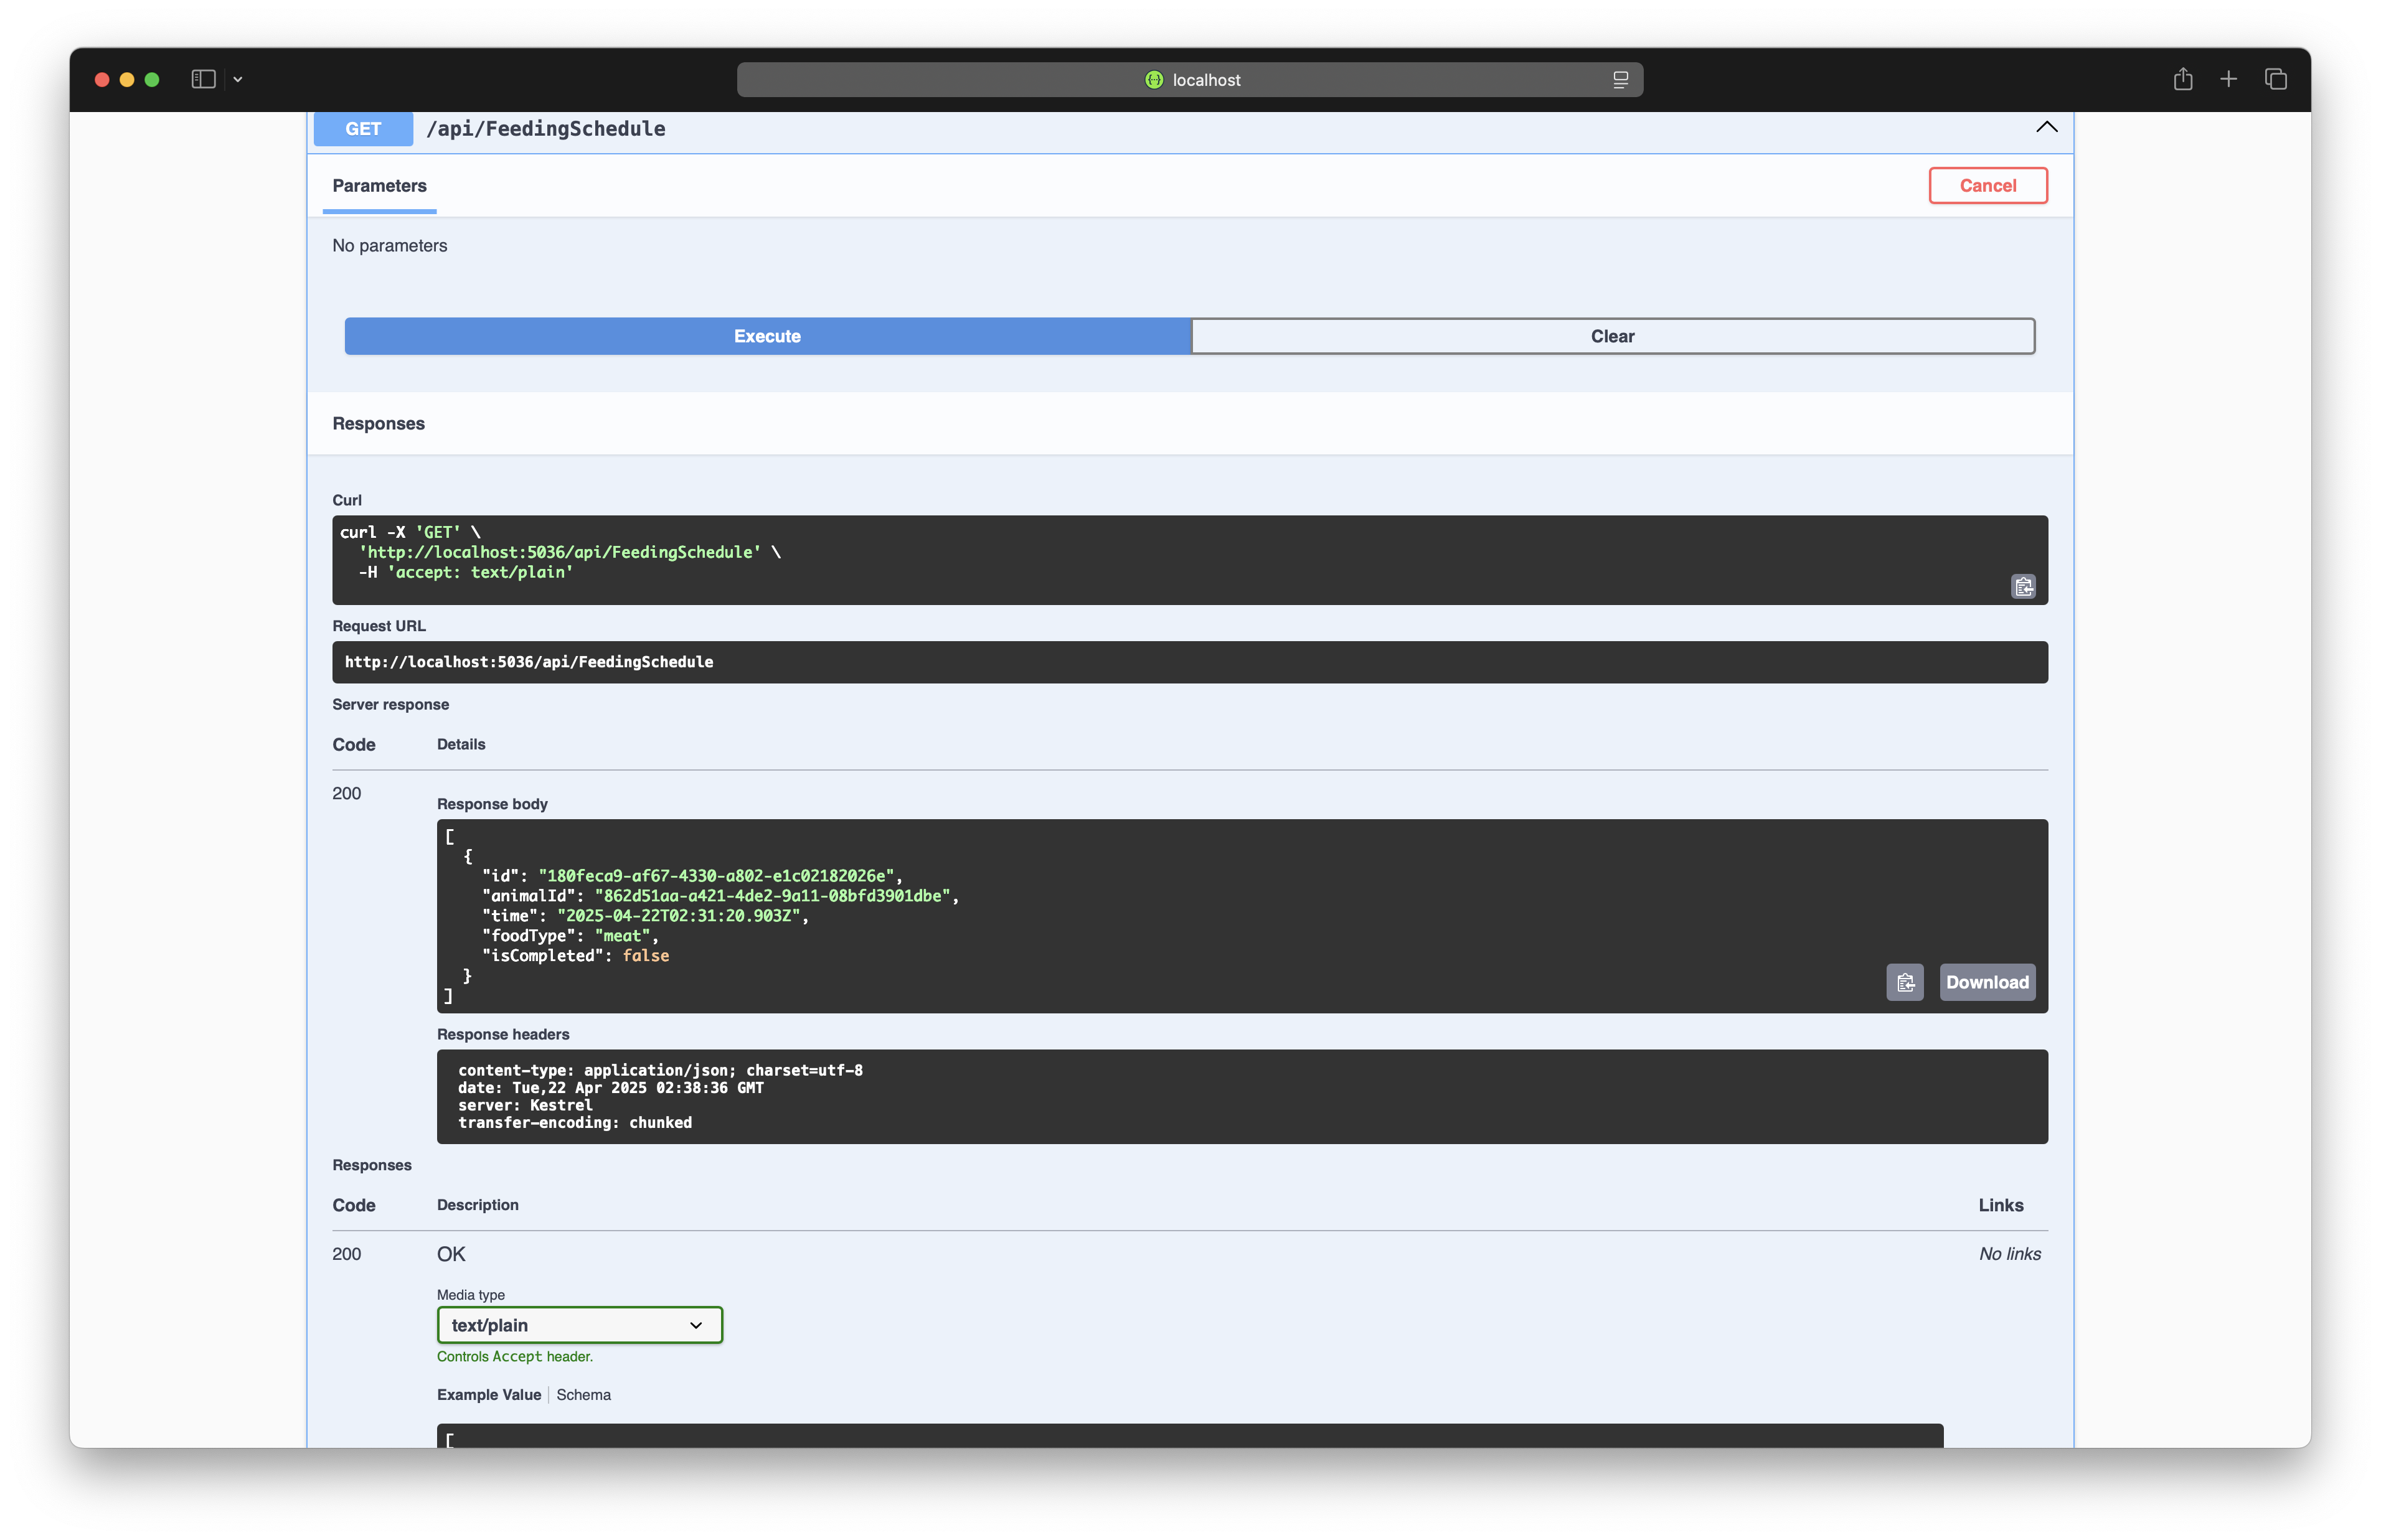 localhost
GET /api/FeedingSchedule
Parameters
Cancel
No parameters
Execute
Clear
Responses
Curl
curl -X 'GET' \
  'http://localhost:5036/api/FeedingSchedule' \
  -H 'accept: text/plain'
Request URL
http://localhost:5036/api/FeedingSchedule
Server response
Code Details
200
Response body
[
  {
    "id": "180feca9-af67-4330-a802-e1c02182026e",
    "animalId": "862d51aa-a421-4de2-9a11-08bfd3901dbe",
    "time": "2025-04-22T02:31:20.903Z",
    "foodType": "meat",
    "isCompleted": false
  }
]
Download
Response headers
content-type: application/json; charset=utf-8
date: Tue,22 Apr 2025 02:38:36 GMT
server: Kestrel
transfer-encoding: chunked
Responses
Code Description Links
200 OK No links
Media type
text/plain
Controls Accept header.
Example Value Schema
[